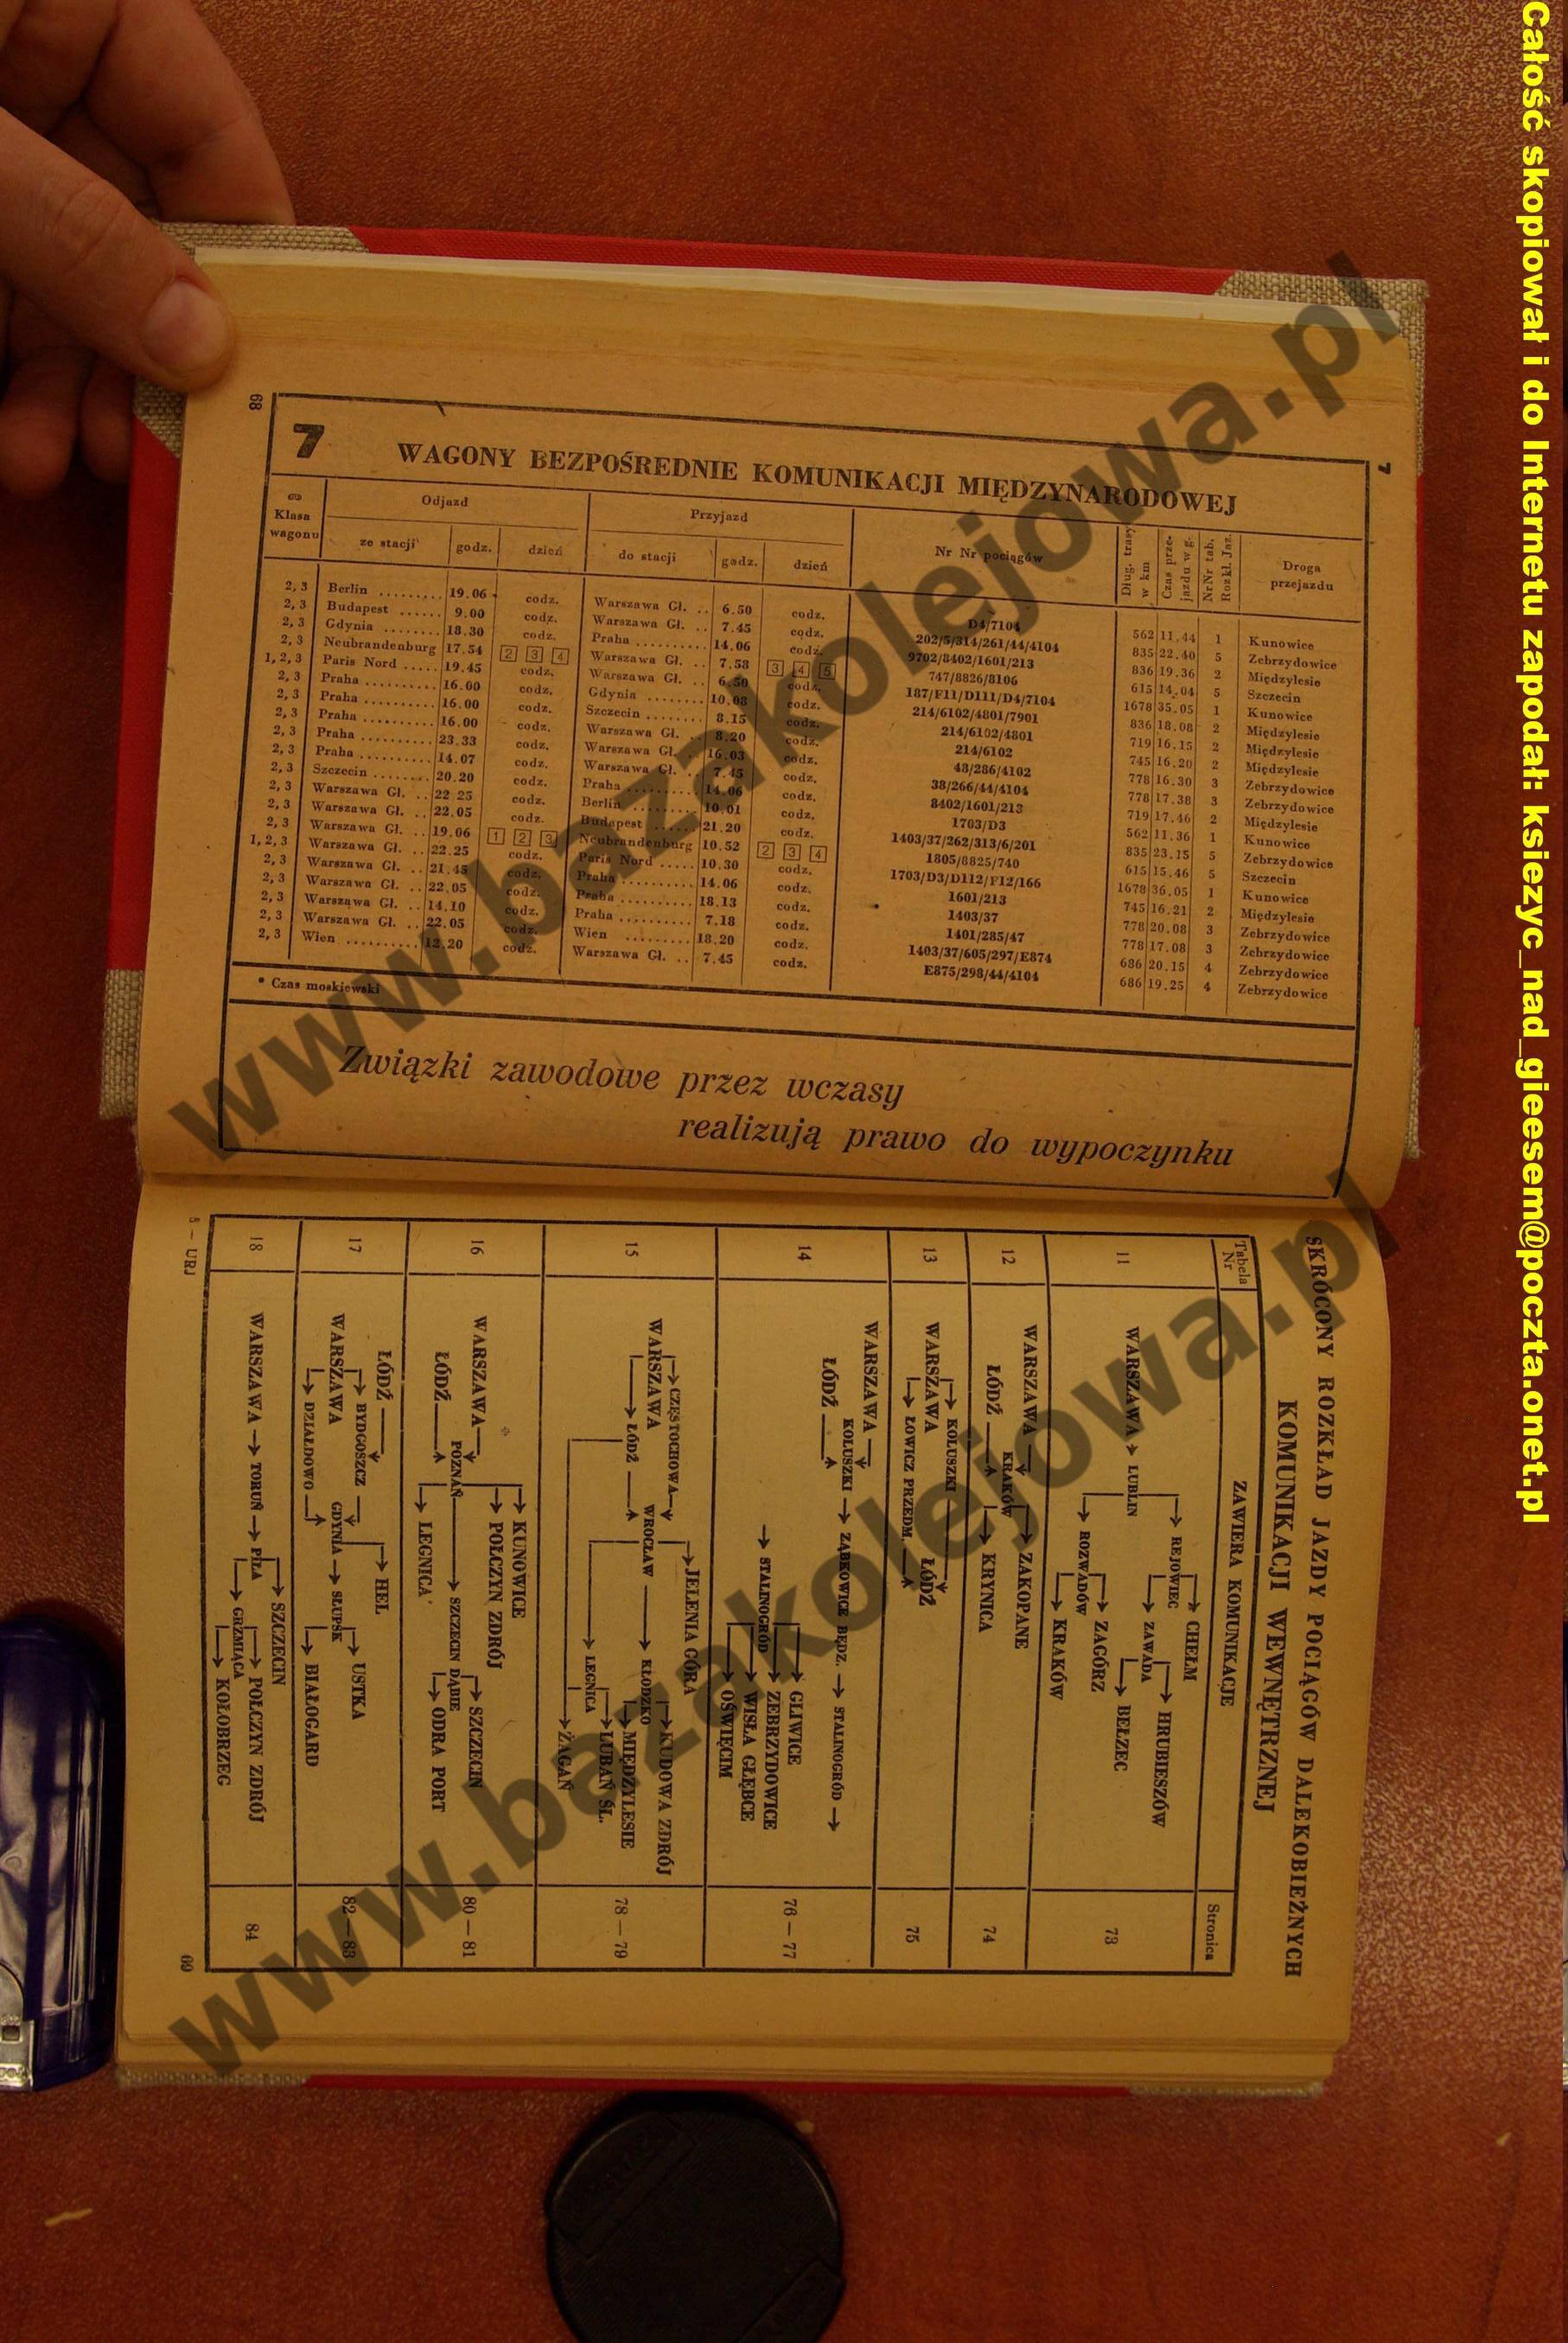 Całość skopiował i do Internetu zapodał: ksiezyc_nad_gieesem@poczta.onet.pl
www.bazakolejowa.pl
68
7
7 WAGONY BEZPOŚREDNIE KOMUNIKACJI MIĘDZYNARODOWEJ
Klasa wagonu Odjazd Przyjazd Nr Nr pociągów Dług. trasy w km Czas prze- jazdu w g. Nr Nr tab. Rozkł. Jaz. Droga przejazdu
ze stacji godz. dzień do stacji godz. dzień
2, 3 Berlin ......... 19.06 codz. Warszawa Gł. .. 6.50 codz. D4/7104 562 11.44 1 Kunowice
2, 3 Budapest ...... 9.00 codz. Warszawa Gł. .. 7.45 codz. 202/5/314/261/44/4104 835 22.40 5 Zebrzydowice
2, 3 Gdynia ........ 18.30 codz. Praha .......... 14.06 codz. 9702/8402/1601/213 836 19.36 2 Międzylesie
2, 3 Neubrandenburg 17.54 2 3 4 Warszawa Gł. .. 7.58 3 4 5 747/8826/8106 615 14.04 5 Szczecin
1, 2, 3 Paris Nord ..... 19.45 codz. Warszawa Gł. .. 6.50 codz. 187/F11/D111/D4/7104 1678 35.05 1 Kunowice
2, 3 Praha .......... 16.00 codz. Gdynia ........ 10.08 codz. 214/6102/4801/7901 836 18.08 2 Międzylesie
2, 3 Praha .......... 16.00 codz. Szczecin ........ 8.15 codz. 214/6102/4801 719 16.15 2 Międzylesie
2, 3 Praha .......... 16.00 codz. Warszawa Gł. .. 8.20 codz. 214/6102 745 16.20 2 Międzylesie
2, 3 Praha .......... 23.33 codz. Warszawa Gł. .. 16.03 codz. 48/286/4102 778 16.30 3 Zebrzydowice
2, 3 Praha .......... 14.07 codz. Warszawa Gł. .. 7.45 codz. 38/266/44/4104 778 17.38 3 Zebrzydowice
2, 3 Szczecin ........ 20.20 codz. Praha .......... 14.06 codz. 8402/1601/213 719 17.46 2 Międzylesie
2, 3 Warszawa Gł. .. 22 25 codz. Berlin ......... 10.01 codz. 1703/D3 562 11.36 1 Kunowice
2, 3 Warszawa Gł. .. 22.05 codz. Budapest ...... 21.20 codz. 1403/37/262/313/6/201 835 23.15 5 Zebrzydowice
2, 3 Warszawa Gł. .. 19.06 1 2 3 Neubrandenburg 10.52 2 3 4 1805/8825/740 615 15.46 5 Szczecin
1, 2, 3 Warszawa Gł. .. 22.25 codz. Paris Nord ..... 10.30 codz. 1703/D3/D112/F12/166 1678 36.05 1 Kunowice
2, 3 Warszawa Gł. .. 21.45 codz. Praha .......... 14.06 codz. 1601/213 745 16.21 2 Międzylesie
2, 3 Warszawa Gł. .. 22.05 codz. Praha .......... 18.13 codz. 1403/37 778 20.08 3 Zebrzydowice
2, 3 Warszawa Gł. .. 14.10 codz. Praha .......... 7.18 codz. 1401/285/47 778 17.08 3 Zebrzydowice
2, 3 Warszawa Gł. .. 22.05 codz. Wien ......... 18.20 codz. 1403/37/605/297/E874 686 20.15 4 Zebrzydowice
2, 3 Wien .......... 12.20 codz. Warszawa Gł. .. 7.45 codz. E875/298/44/4104 686 19.25 4 Zebrzydowice
* Czas moskiewski
Związki zawodowe przez wczasy
realizują prawo do wypoczynku
SKRÓCONY ROZKŁAD JAZDY POCIĄGÓW DALEKOBIEŻNYCH
KOMUNIKACJI WEWNĘTRZNEJ
Tabela Nr ZAWIERA KOMUNIKACJE Stronica
11 WARSZAWA → LUBLIN → REJOWIEC → CHEŁM 73
→ ZAWADA → HRUBIESZÓW
→ BEŁZEC
→ ROZWADÓW → ZAGÓRZ
→ KRAKÓW
12 WARSZAWA → KRAKÓW → ZAKOPANE 74
ŁÓDŹ → KRYNICA
13 WARSZAWA → KOLUSZKI → ŁÓDŹ 75
→ ŁOWICZ PRZEDM. →
14 WARSZAWA → KOLUSZKI → ZĄBKOWICE BĘDZ. → STALINOGRÓD → 76 — 77
ŁÓDŹ →
→ STALINOGRÓD → GLIWICE
→ ZEBRZYDOWICE
→ WISŁA GŁĘBCE
→ OŚWIĘCIM
15 WARSZAWA → CZĘSTOCHOWA → WROCŁAW → JELENIA GÓRA 78 — 79
→ ŁÓDŹ → KŁODZKO → KUDOWA ZDRÓJ
→ MIĘDZYLESIE
→ LEGNICA → LUBAŃ ŚL.
→ ŻAGAŃ
16 WARSZAWA → POZNAŃ → KUNOWICE 80 — 81
→ POŁCZYN ZDRÓJ
ŁÓDŹ → SZCZECIN DĄBIE → SZCZECIN
→ ODRA PORT
→ LEGNICA
17 ŁÓDŹ → BYDGOSZCZ → GDYNIA → HEL 82 — 83
WARSZAWA → SŁUPSK → USTKA
→ DZIAŁDOWO → BIAŁOGARD
18 WARSZAWA → TORUŃ → PIŁA → SZCZECIN 84
→ GRZMIĄCA → POŁCZYN ZDRÓJ
→ KOŁOBRZEG
5 — URJ
69
www.bazakolejowa.pl